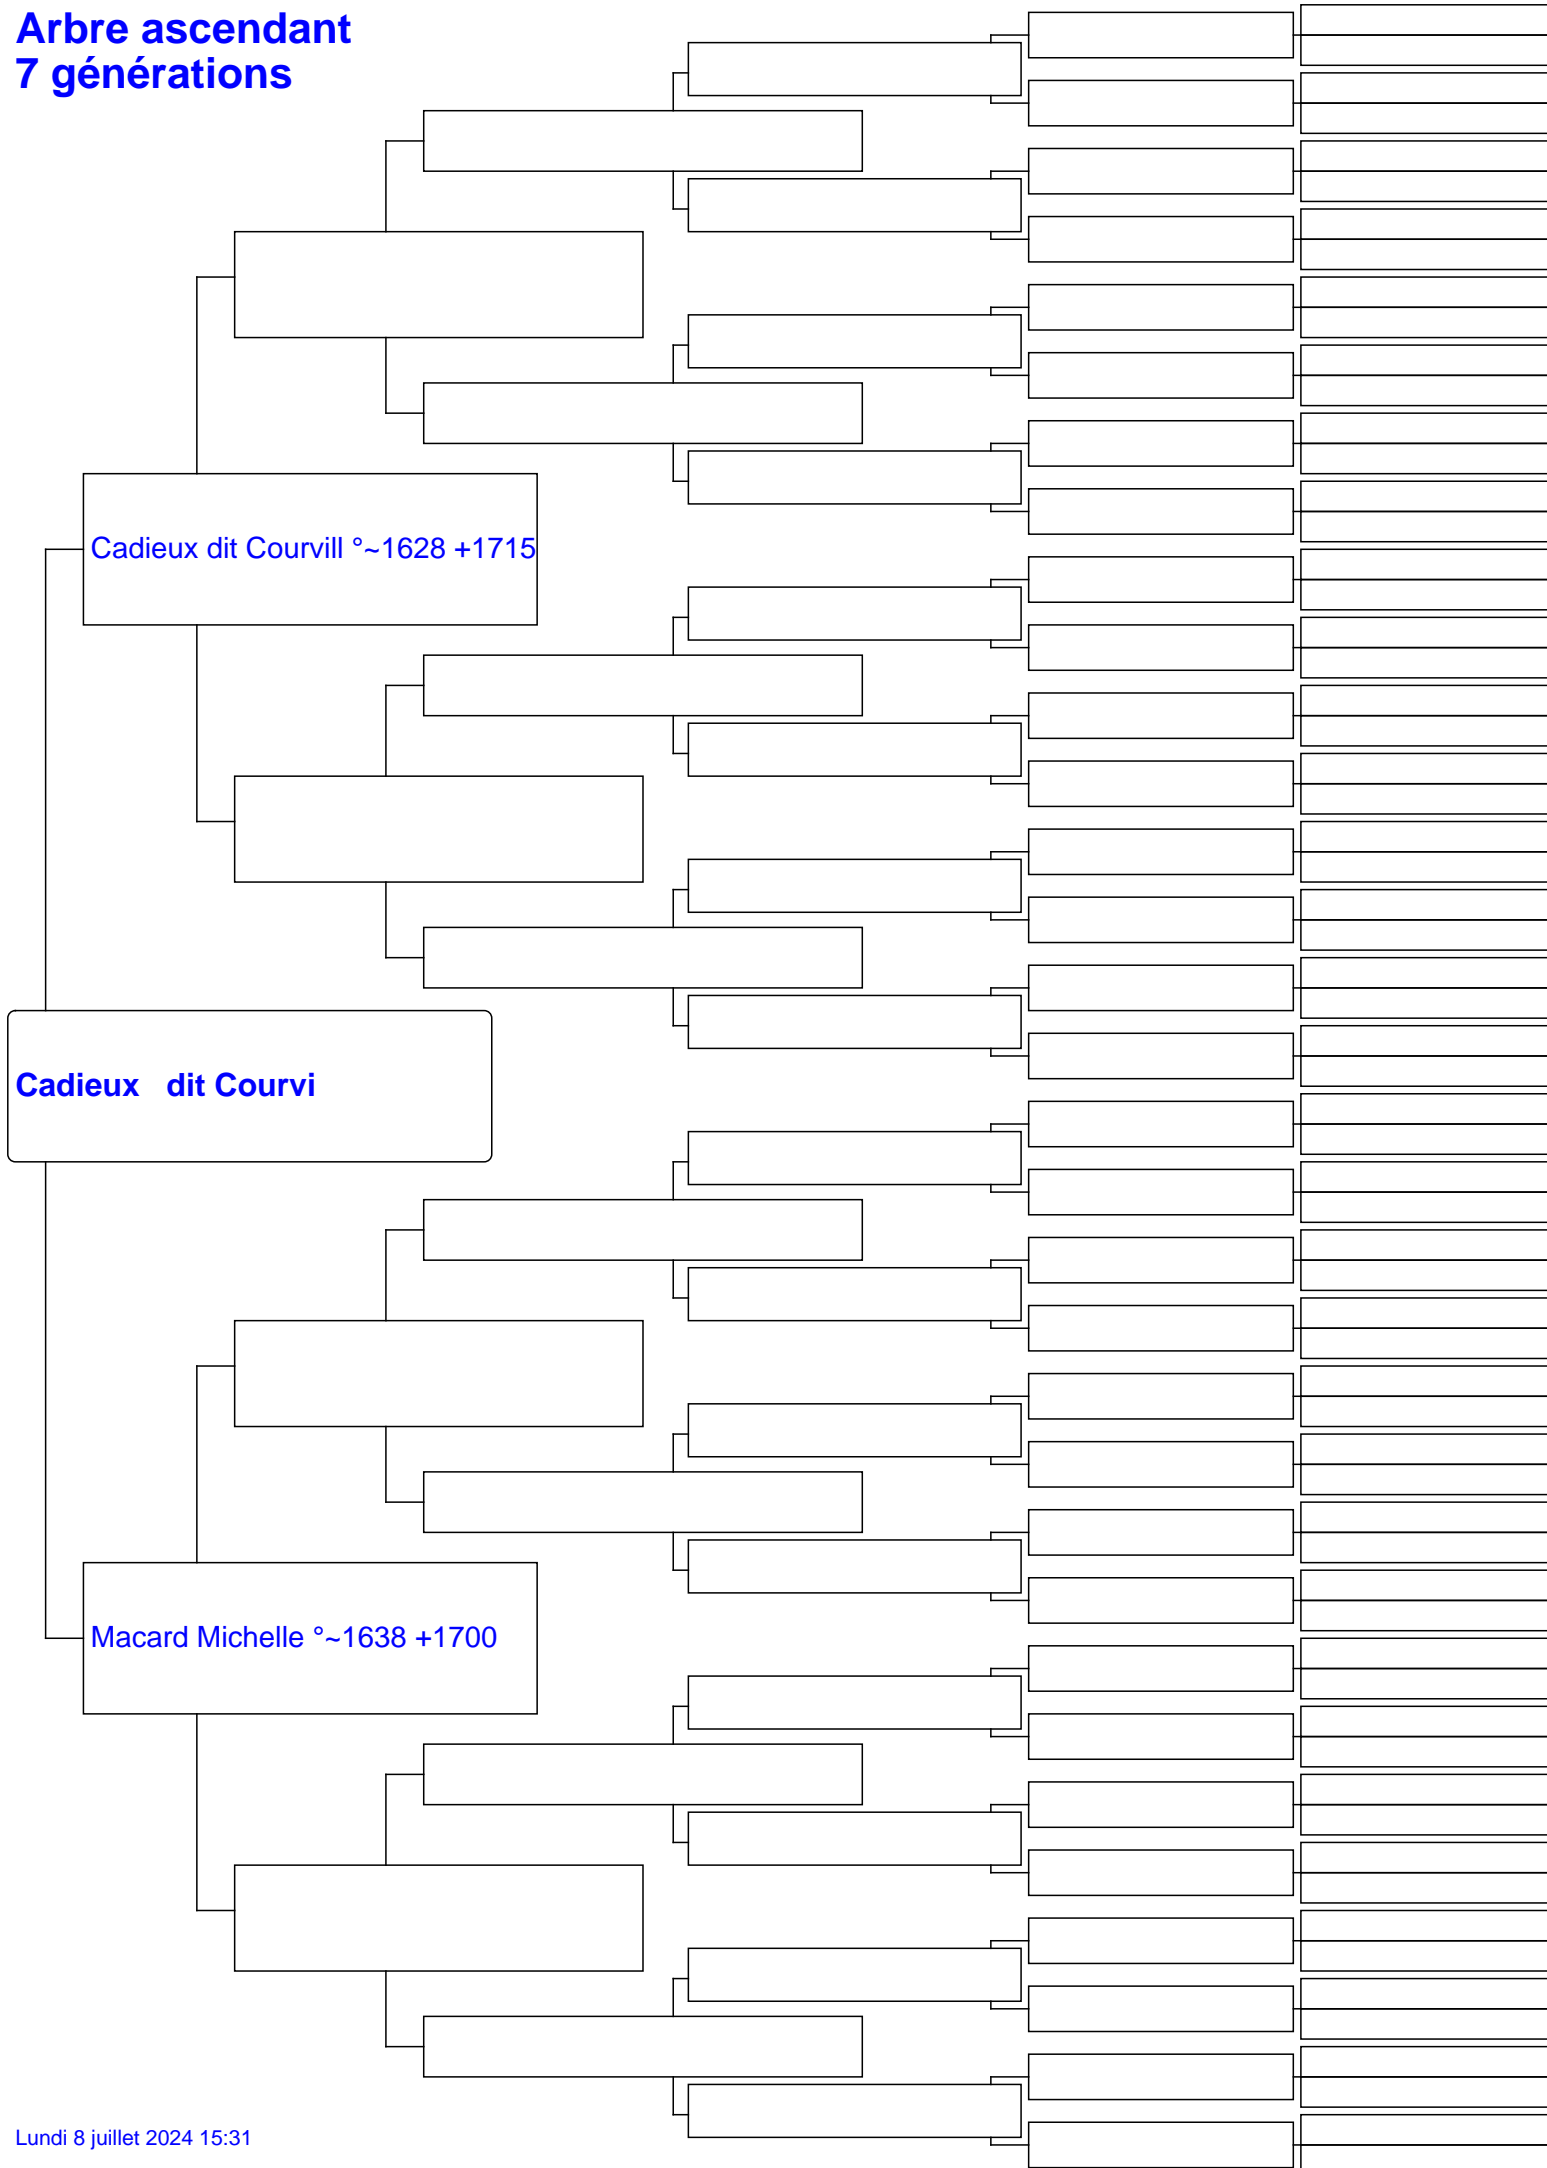 Arbre ascendant
7 générations
Cadieux dit Courvill °~1628 +1715
Cadieux   dit Courvi
Macard Michelle °~1638 +1700
Lundi 8 juillet 2024 15:31